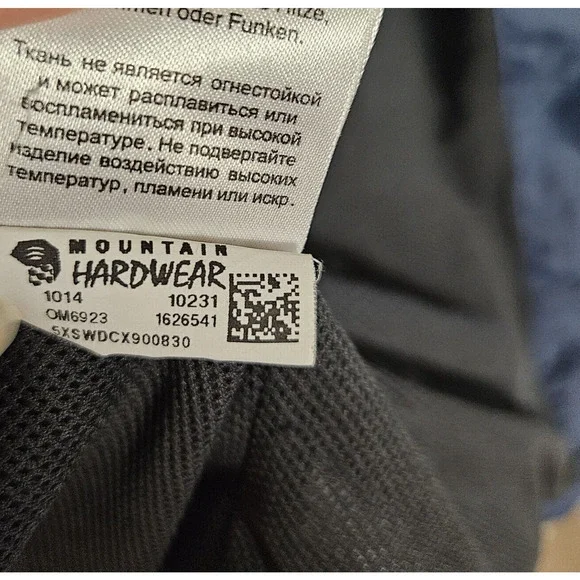 oder Funken.
Ткань не является огнестойкой
и может расплавиться или
воспламениться при высокой
температуре. Не подвергайте
изделие воздействию высоких
температур, пламени или искр.
MOUNTAIN
HARDWEAR
1014 10231
OM6923 1626541
5XSWDCX900830